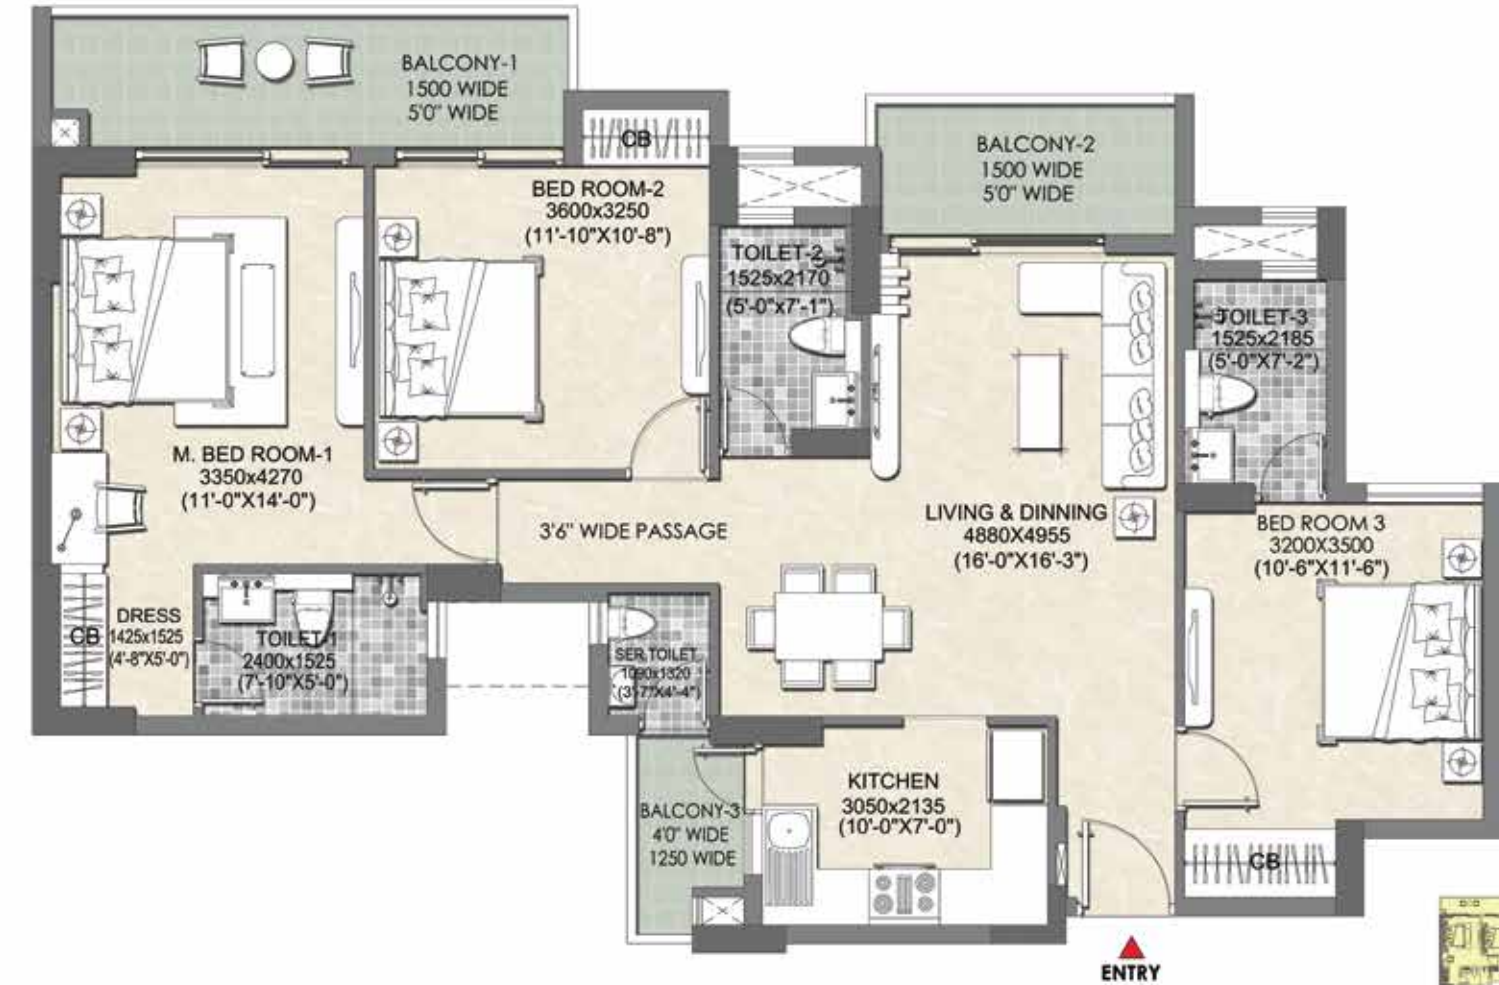 BALCONY-1
1500 WIDE
5'0" WIDE
CB
BED ROOM-2
3600x3250
(11'-10"X10'-8")
BALCONY-2
1500 WIDE
5'0" WIDE
TOILET-2
1525x2170
(5'-0"x7'-1")
TOILET-3
1525x2185
(5'-0"X7'-2")
M. BED ROOM-1
3350x4270
(11'-0"X14'-0")
3'6" WIDE PASSAGE
LIVING & DINNING
4880X4955
(16'-0"X16'-3")
BED ROOM 3
3200X3500
(10'-6"X11'-6")
DRESS
1425x1525
(4'-8"X5'-0")
CB
TOILET-1
2400x1525
(7'-10"X5'-0")
SER.TOILET
1090x1320
(3'-7"X4'-4")
KITCHEN
3050x2135
(10'-0"X7'-0")
BALCONY-3
4'0" WIDE
1250 WIDE
CB
ENTRY